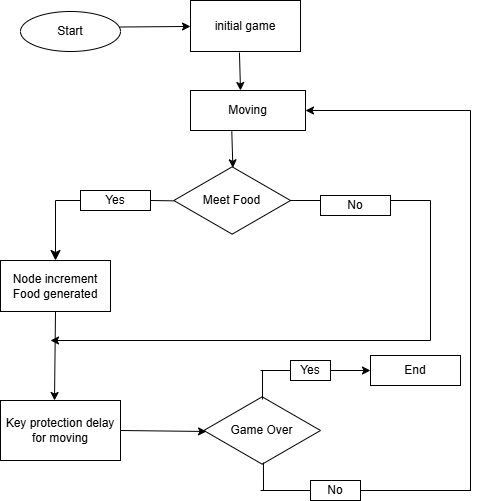 Start
initial game
Moving
Meet Food
Yes
No
Node increment
Food generated
Key protection delay
for moving
Game Over
Yes
End
No